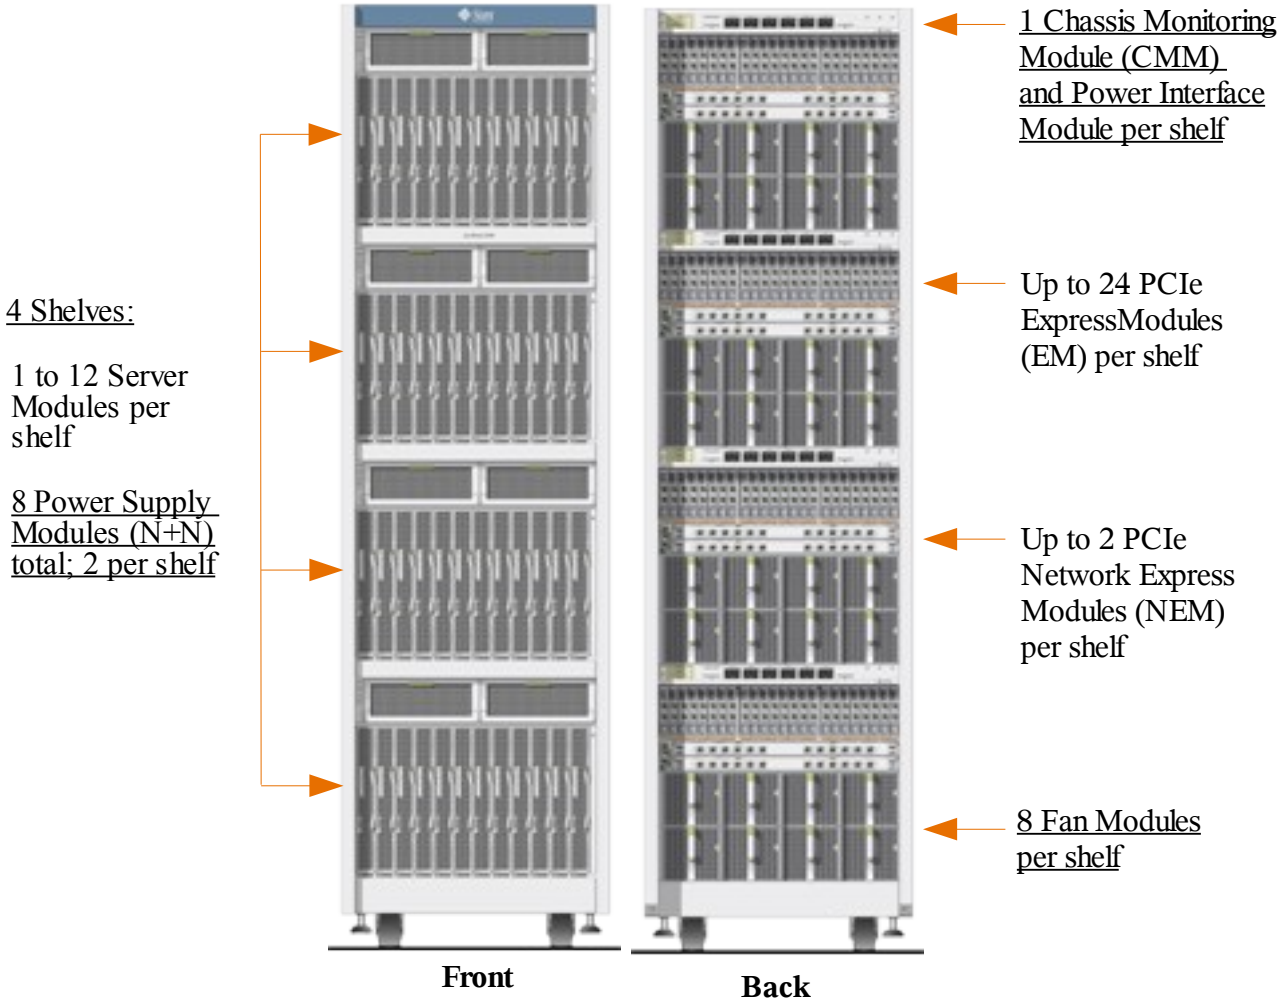 Sun
4 Shelves:
1 to 12 Server
Modules per
shelf
8 Power Supply
Modules (N+N)
total; 2 per shelf
1 Chassis Monitoring
Module (CMM)
and Power Interface
Module per shelf
Up to 24 PCIe
ExpressModules
(EM) per shelf
Up to 2 PCIe
Network Express
Modules (NEM)
per shelf
8 Fan Modules
per shelf
Front
Back